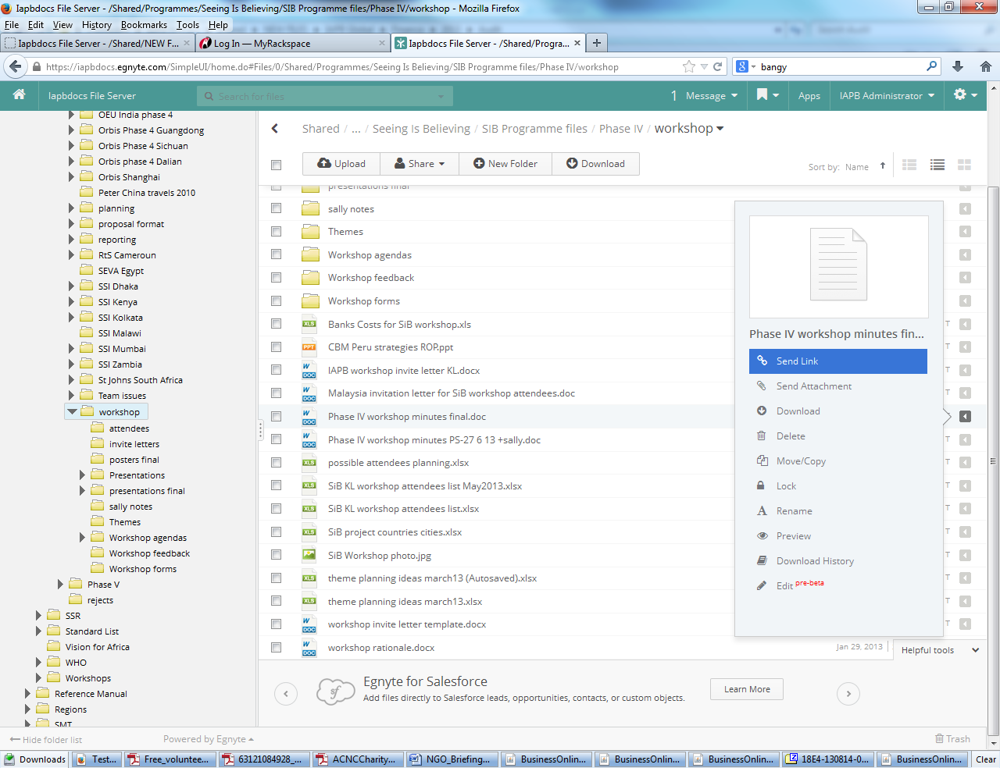 Iapbdocs File Server - /Shared/Programmes/Seeing Is Believing/SIB Programme files/Phase IV/workshop - Mozilla Firefox
File Edit View History Bookmarks Tools Help
Iapbdocs File Server - /Shared/NEW F... × Log In — MyRackspace × Iapbdocs File Server - /Shared/Progra... × +
https://iapbdocs.egnyte.com/SimpleUI/home.do#Files/0/Shared/Programmes/Seeing Is Believing/SIB Programme files/Phase IV/workshop
bangy
Iapbdocs File Server Search for files 1 Message Apps IAPB Administrator
OEU India phase 4
Orbis Phase 4 Guangdong
Orbis Phase 4 Sichuan
Orbis phase 4 Dalian
Orbis Shanghai
Peter China travels 2010
planning
proposal format
reporting
RtS Cameroun
SEVA Egypt
SSI Dhaka
SSI Kenya
SSI Kolkata
SSI Malawi
SSI Mumbai
SSI Zambia
St Johns South Africa
Team issues
workshop
attendees
invite letters
posters final
Presentations
presentations final
sally notes
Themes
Workshop agendas
Workshop feedback
Workshop forms
Phase V
rejects
SSR
Standard List
Vision for Africa
WHO
Workshops
Reference Manual
Regions
SMT
Hide folder list Powered by Egnyte
Shared / ... / Seeing Is Believing / SIB Programme files / Phase IV / workshop
Upload Share New Folder Download
Sort by: Name
presentations final
sally notes
Themes
Workshop agendas
Workshop feedback
Workshop forms
XLS Banks Costs for SiB workshop.xls T
PPT CBM Peru strategies ROP.ppt T
W DOC IAPB workshop invite letter KL.docx T
W DOC Malaysia invitation letter for SiB workshop attendees.doc T
W DOC Phase IV workshop minutes final.doc
W DOC Phase IV workshop minutes PS-27 6 13 +sally.doc T
XLS possible attendees planning.xlsx T
XLS SiB KL workshop attendees list May2013.xlsx T
XLS SiB KL workshop attendees list.xlsx T
XLS SiB project countries cities.xlsx T
SiB Workshop photo.jpg T
XLS theme planning ideas march13 (Autosaved).xlsx T
XLS theme planning ideas march13.xlsx T
W DOC workshop invite letter template.docx T
W DOC workshop rationale.docx Jan 29, 2013
Phase IV workshop minutes fin...
Send Link
Send Attachment
Download
Delete
Move/Copy
Lock
Rename
Preview
Download History
Edit pre-beta
Helpful tools
sf Egnyte for Salesforce
Add files directly to Salesforce leads, opportunities, contacts, or custom objects.
Learn More
Trash
Downloads Test... Free_voluntee... 63121084928_... ACNCCharity... NGO_Briefing... BusinessOnlin... BusinessOnlin... BusinessOnlin... 18E4-130814-0... BusinessOnlin... Clear